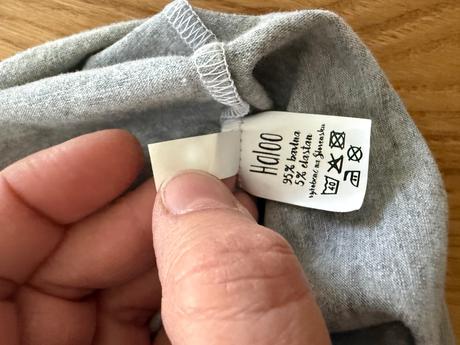 Haloo
95% bavlna
5% elastan
vyrobené na Slovensku